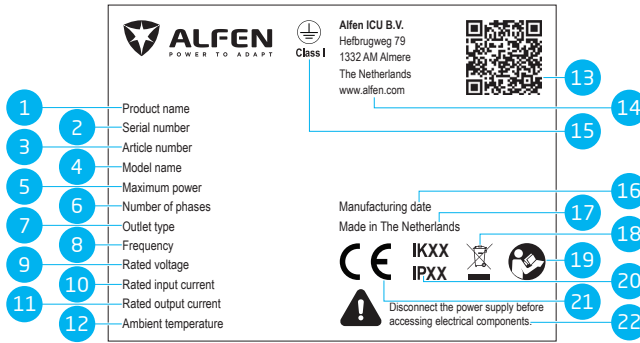 ALFEN
POWER TO ADAPT
Class I
Alfen ICU B.V.
Hefbrugweg 79
1332 AM Almere
The Netherlands
www.alfen.com
13
14
15
1 Product name
2 Serial number
3 Article number
4 Model name
5 Maximum power
6 Number of phases
7 Outlet type
8 Frequency
9 Rated voltage
10 Rated input current
11 Rated output current
12 Ambient temperature
Manufacturing date 16
Made in The Netherlands 17
18
CE
IKXX
IPXX
19
20
21
Disconnect the power supply before
accessing electrical components. 22